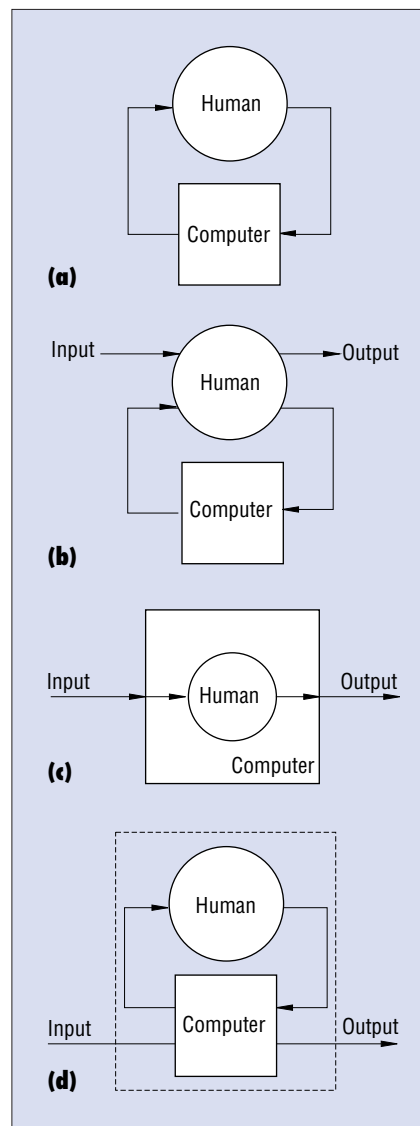 Human
Computer
(a)
Input
Output
Human
Computer
(b)
Input
Human
Output
Computer
(c)
Human
Input
Computer
Output
(d)